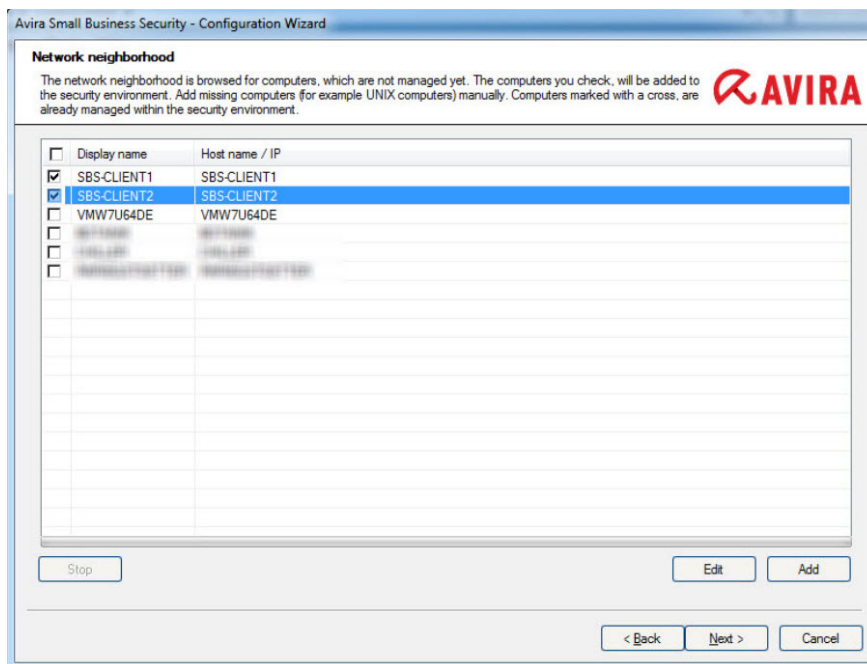 Avira Small Business Security - Configuration Wizard
Network neighborhood
The network neighborhood is browsed for computers, which are not managed yet. The computers you check, will be added to
the security environment. Add missing computers (for example UNIX computers) manually. Computers marked with a cross, are
already managed within the security environment.
AVIRA
Display name Host name / IP
SBS-CLIENT1 SBS-CLIENT1
SBS-CLIENT2 SBS-CLIENT2
VMW7U64DE VMW7U64DE
Stop Edit Add
< Back Next > Cancel